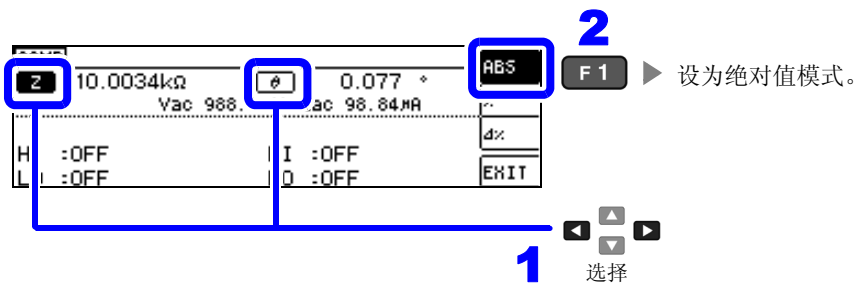 2
ABS
F1 设为绝对值模式。
Z 10.0034kΩ θ 0.077 °
Vac 988. ac 98.84µA
%
Δ%
:OFF I :OFF
:OFF O :OFF
EXIT
1
选择